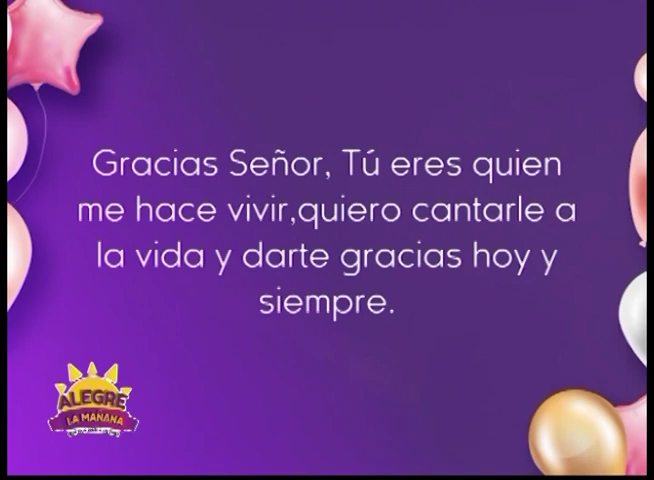 Gracias Señor, Tú eres quien
me hace vivir,quiero cantarle a
la vida y darte gracias hoy y
siempre.
ALEGRE
LA MAÑANA